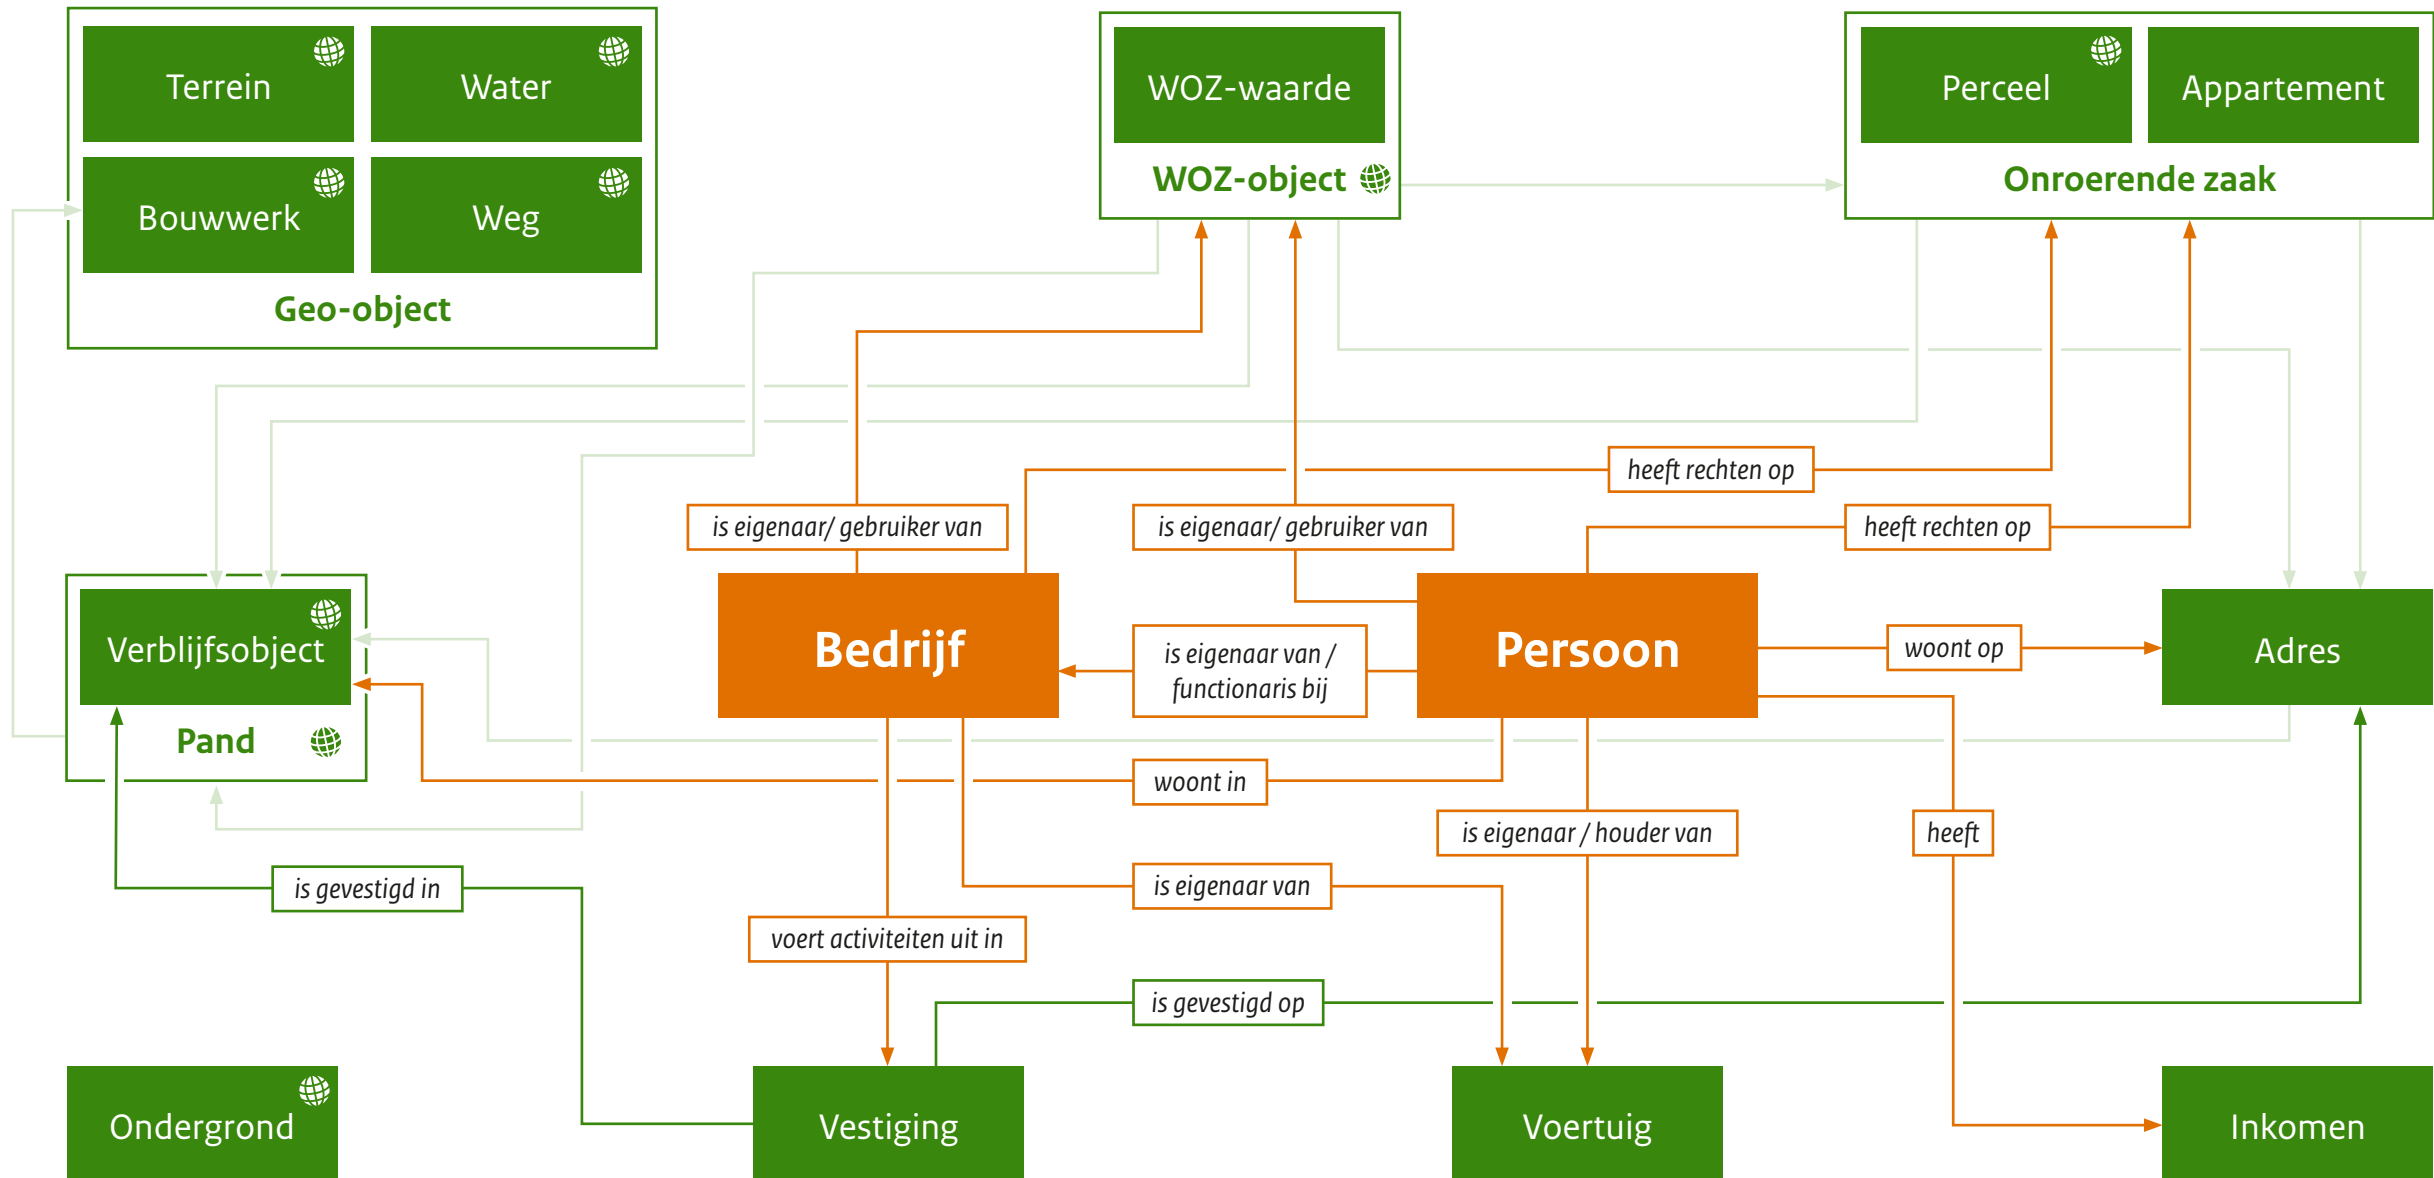 Terrein
Water
WOZ-waarde
Perceel
Appartement
WOZ-object
Onroerende zaak
Bouwwerk
Weg
Geo-object
heeft rechten op
is eigenaar/ gebruiker van
is eigenaar/ gebruiker van
heeft rechten op
Verblijfsobject
Bedrijf
is eigenaar van /
functionaris bij
Persoon
woont op
Adres
Pand
woont in
is eigenaar / houder van
heeft
is gevestigd in
is eigenaar van
voert activiteiten uit in
is gevestigd op
Ondergrond
Vestiging
Voertuig
Inkomen